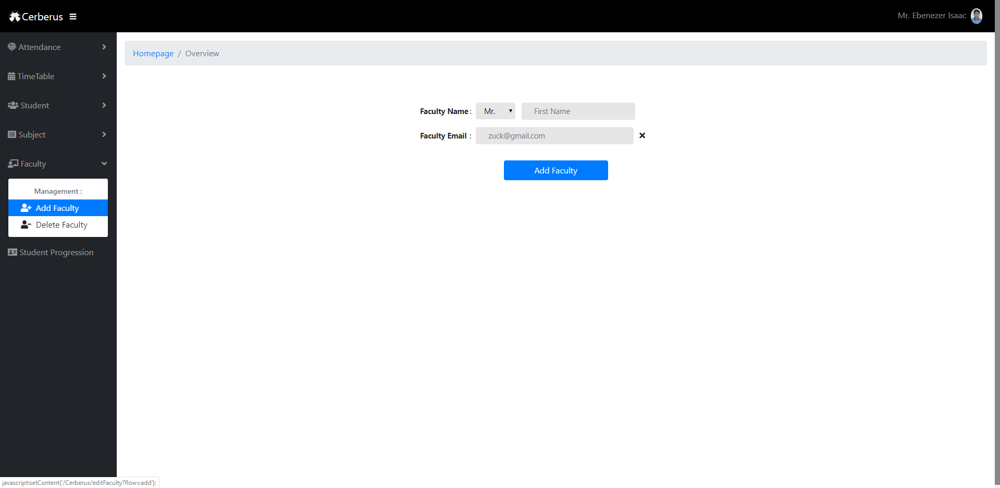 Cerberus
Mr. Ebenezer Isaac
Attendance
TimeTable
Student
Subject
Faculty
Management :
Add Faculty
Delete Faculty
Student Progression
Homepage / Overview
Faculty Name : Mr. First Name
Faculty Email : zuck@gmail.com
Add Faculty
javascript:setContent('/Cerberus/editFaculty?flow=add');